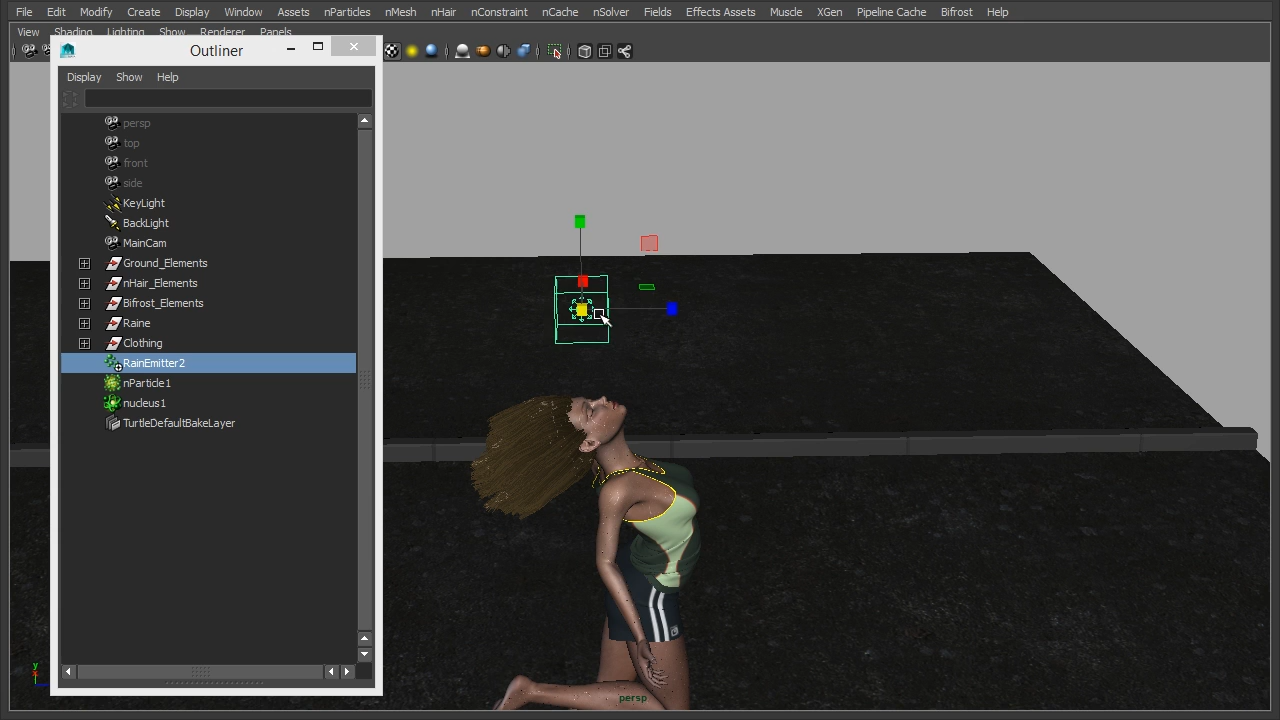 File Edit Modify Create Display Window Assets nParticles nMesh nHair nConstraint nCache nSolver Fields Effects Assets Muscle XGen Pipeline Cache Bifrost Help
View Shading Lighting Show Renderer Panels
Outliner
Display Show Help
persp
top
front
side
KeyLight
BackLight
MainCam
Ground_Elements
nHair_Elements
Bifrost_Elements
Raine
Clothing
RainEmitter2
nParticle1
nucleus1
TurtleDefaultBakeLayer
y
persp